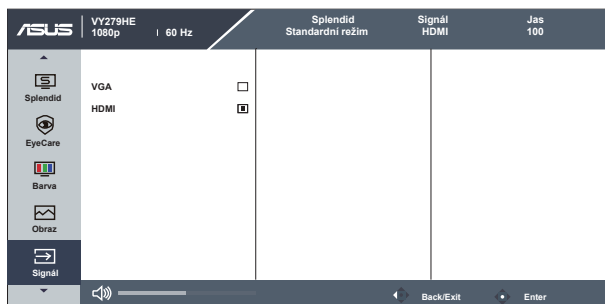 ASUS
VY279HE
1080p 60 Hz
Splendid
Standardní režim
Signál
HDMI
Jas
100
Splendid
EyeCare
Barva
Obraz
Signál
VGA
HDMI
Back/Exit
Enter